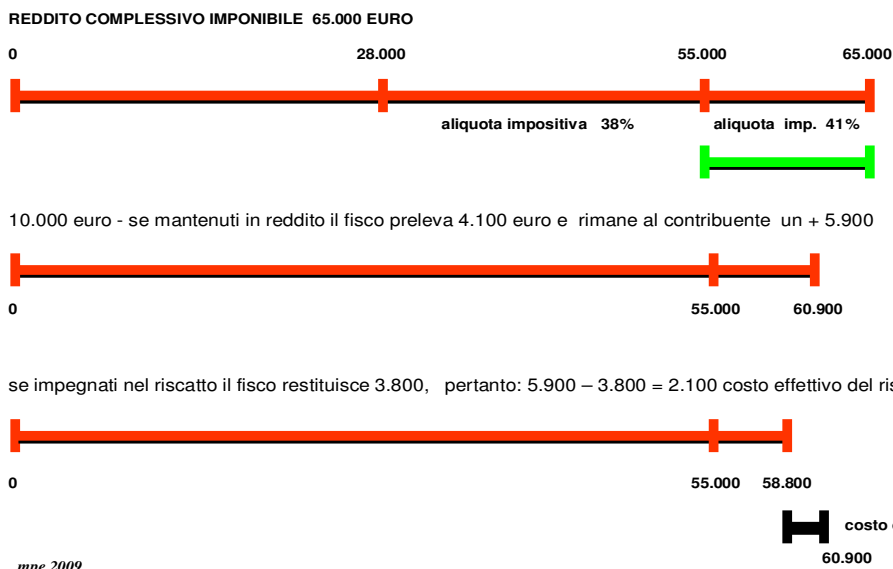 REDDITO COMPLESSIVO IMPONIBILE 65.000 EURO
0 28.000 55.000 65.000
aliquota impositiva 38% aliquota imp. 41%
10.000 euro - se mantenuti in reddito il fisco preleva 4.100 euro e rimane al contribuente un + 5.900
0 55.000 60.900
se impegnati nel riscatto il fisco restituisce 3.800, pertanto: 5.900 – 3.800 = 2.100 costo effettivo del
0 55.000 58.800
costo
60.900
mpe 2009